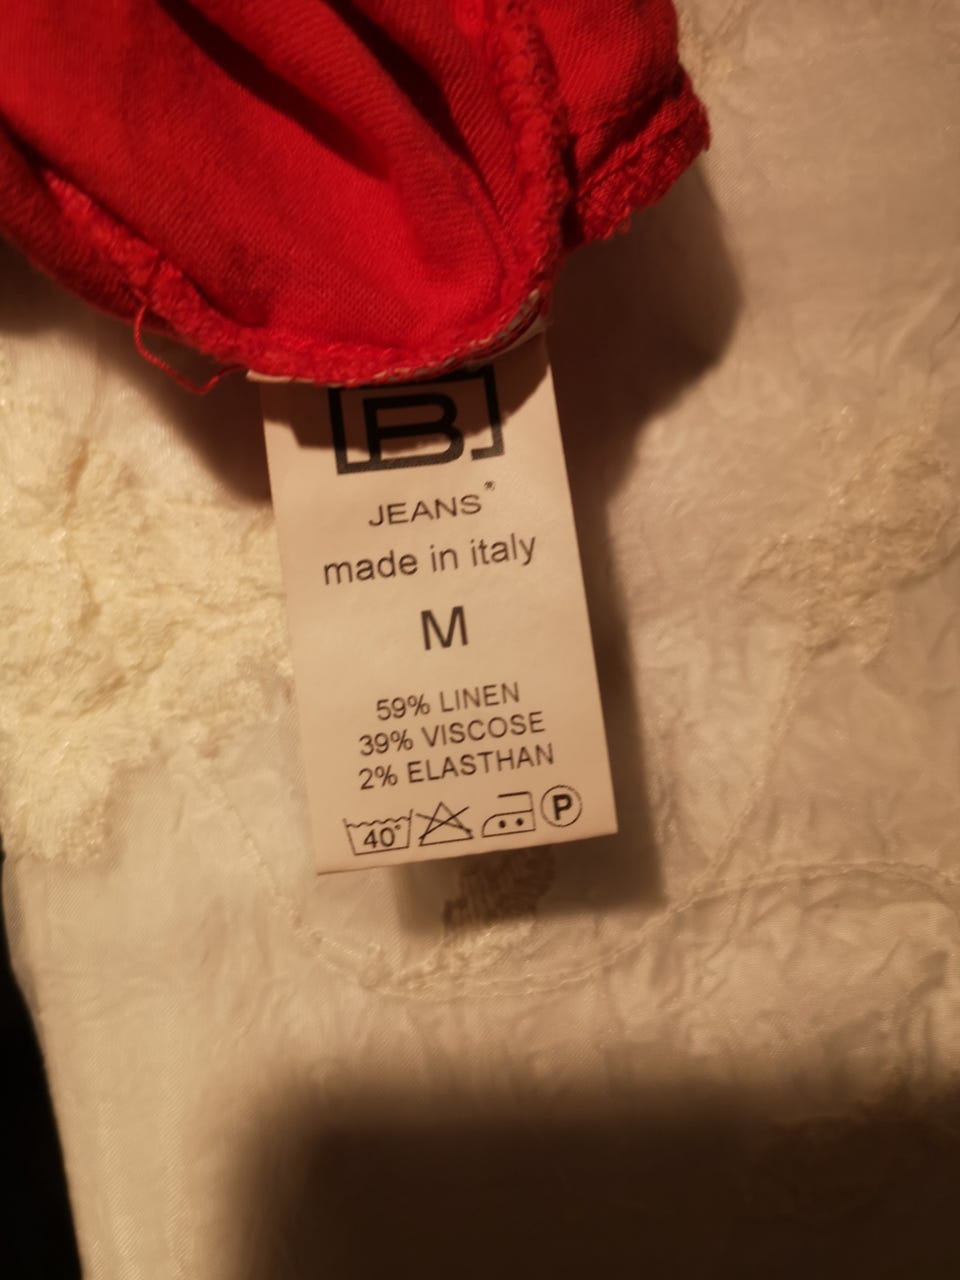 B
JEANS®
made in italy
M
59% LINEN
39% VISCOSE
2% ELASTHAN
40° P